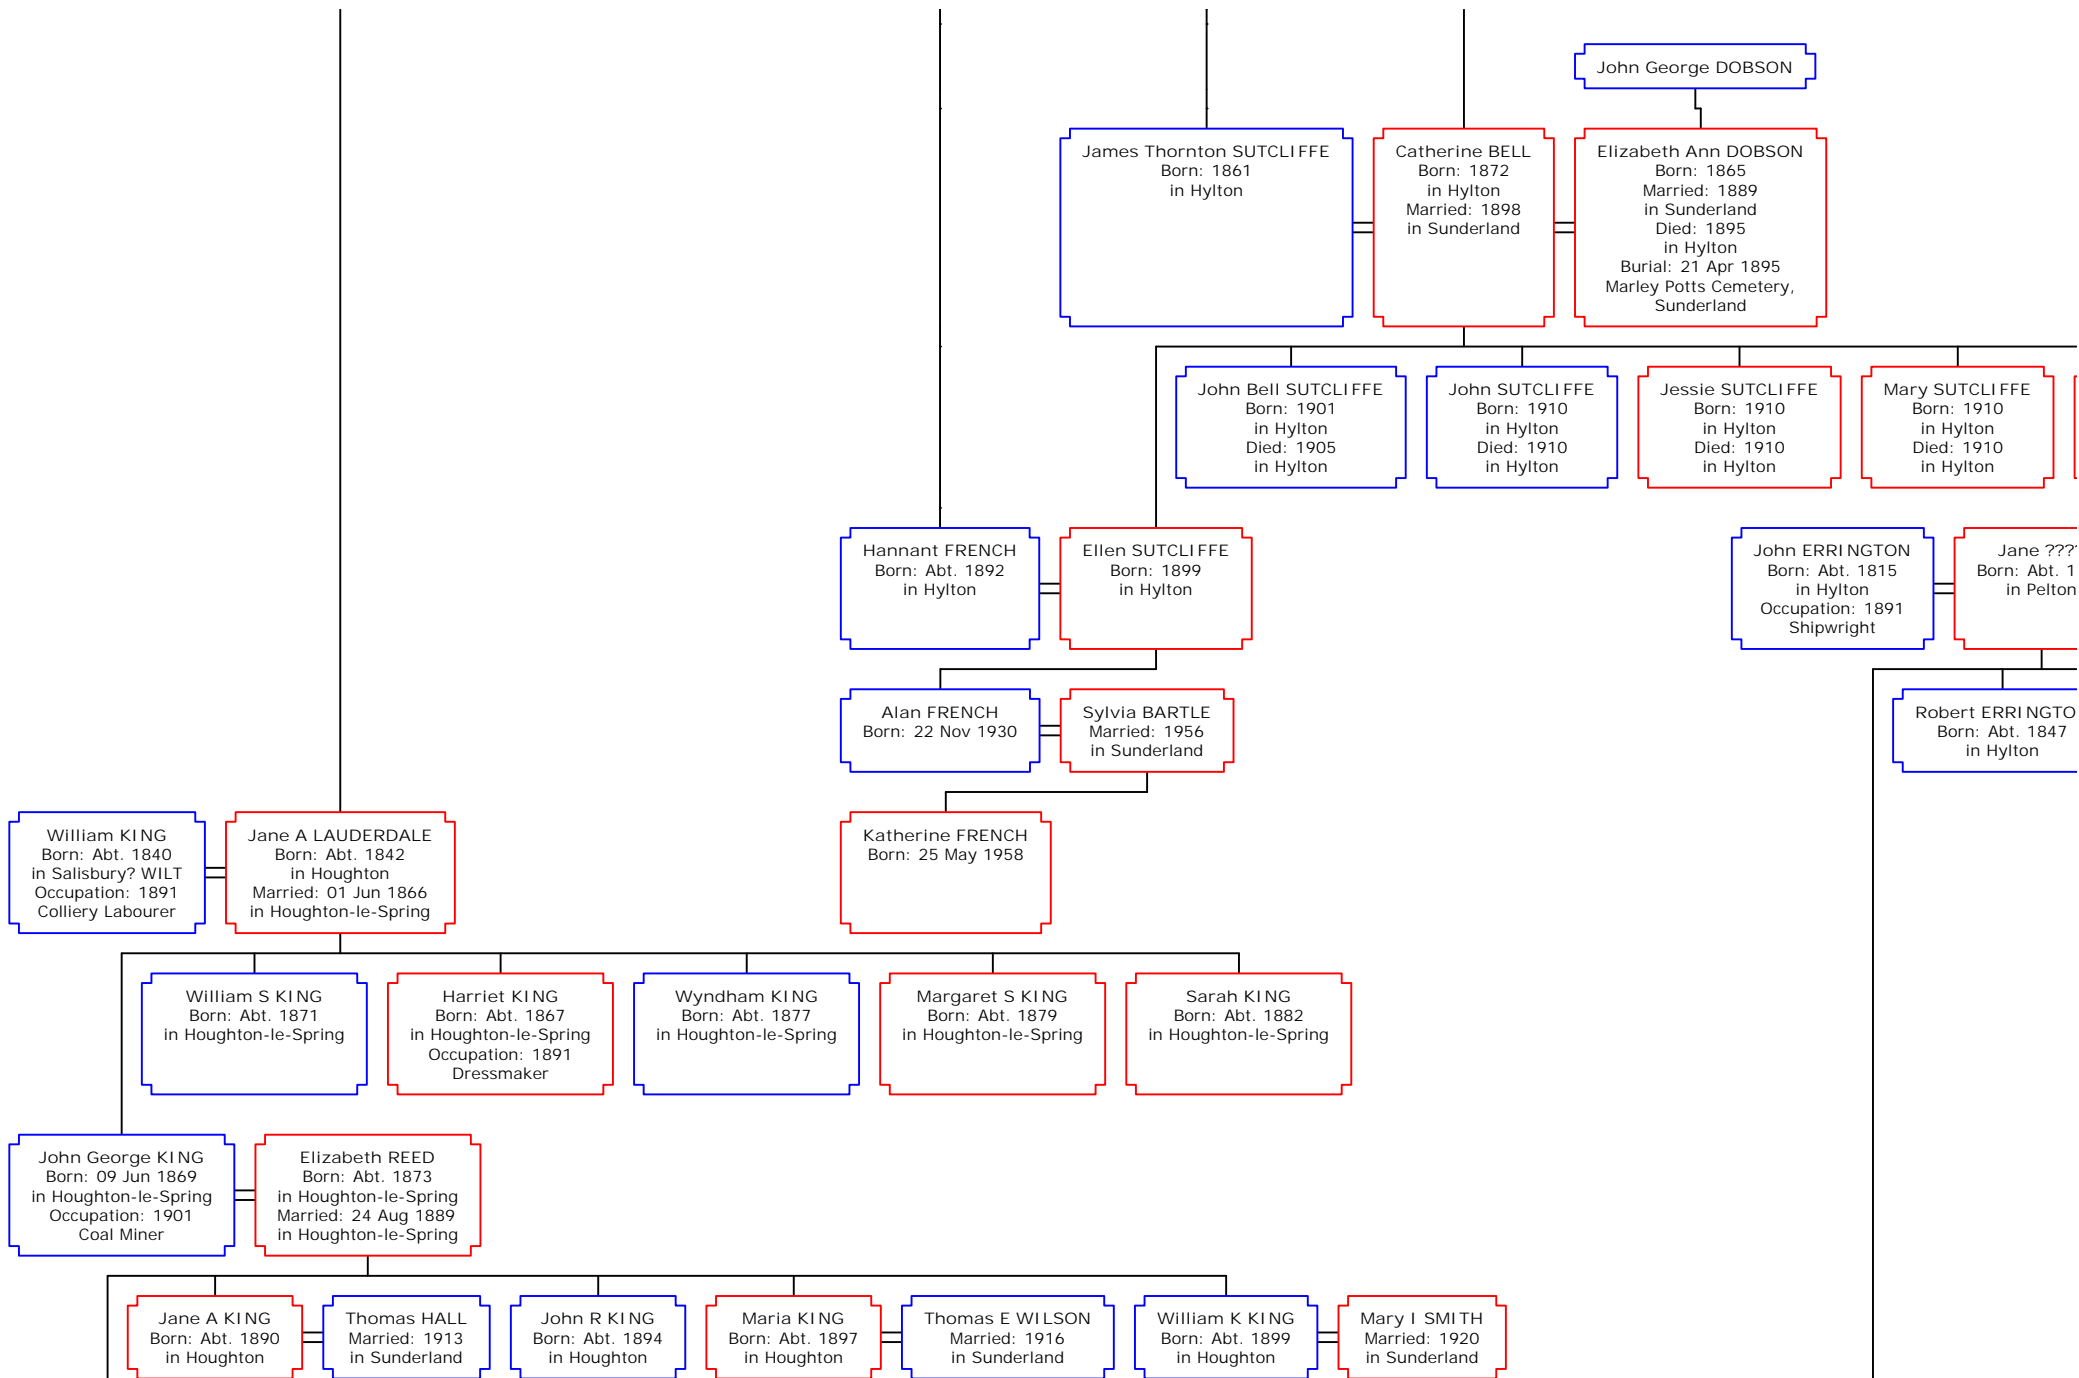 John George DOBSON
James Thornton SUTCLIFFE
Born: 1861
in Hylton
Catherine BELL
Born: 1872
in Hylton
Married: 1898
in Sunderland
Elizabeth Ann DOBSON
Born: 1865
Married: 1889
in Sunderland
Died: 1895
in Hylton
Burial: 21 Apr 1895
Marley Potts Cemetery,
Sunderland
John Bell SUTCLIFFE
Born: 1901
in Hylton
Died: 1905
in Hylton
John SUTCLIFFE
Born: 1910
in Hylton
Died: 1910
in Hylton
Jessie SUTCLIFFE
Born: 1910
in Hylton
Died: 1910
in Hylton
Mary SUTCLIFFE
Born: 1910
in Hylton
Died: 1910
in Hylton
Hannant FRENCH
Born: Abt. 1892
in Hylton
Ellen SUTCLIFFE
Born: 1899
in Hylton
John ERRINGTON
Born: Abt. 1815
in Hylton
Occupation: 1891
Shipwright
Jane ???
Born: Abt. 1
in Pelton
Alan FRENCH
Born: 22 Nov 1930
Sylvia BARTLE
Married: 1956
in Sunderland
Robert ERRINGTO
Born: Abt. 1847
in Hylton
William KING
Born: Abt. 1840
in Salisbury? WILT
Occupation: 1891
Colliery Labourer
Jane A LAUDERDALE
Born: Abt. 1842
in Houghton
Married: 01 Jun 1866
in Houghton-le-Spring
Katherine FRENCH
Born: 25 May 1958
William S KING
Born: Abt. 1871
in Houghton-le-Spring
Harriet KING
Born: Abt. 1867
in Houghton-le-Spring
Occupation: 1891
Dressmaker
Wyndham KING
Born: Abt. 1877
in Houghton-le-Spring
Margaret S KING
Born: Abt. 1879
in Houghton-le-Spring
Sarah KING
Born: Abt. 1882
in Houghton-le-Spring
John George KING
Born: 09 Jun 1869
in Houghton-le-Spring
Occupation: 1901
Coal Miner
Elizabeth REED
Born: Abt. 1873
in Houghton-le-Spring
Married: 24 Aug 1889
in Houghton-le-Spring
Jane A KING
Born: Abt. 1890
in Houghton
Thomas HALL
Married: 1913
in Sunderland
John R KING
Born: Abt. 1894
in Houghton
Maria KING
Born: Abt. 1897
in Houghton
Thomas E WILSON
Married: 1916
in Sunderland
William K KING
Born: Abt. 1899
in Houghton
Mary I SMITH
Married: 1920
in Sunderland